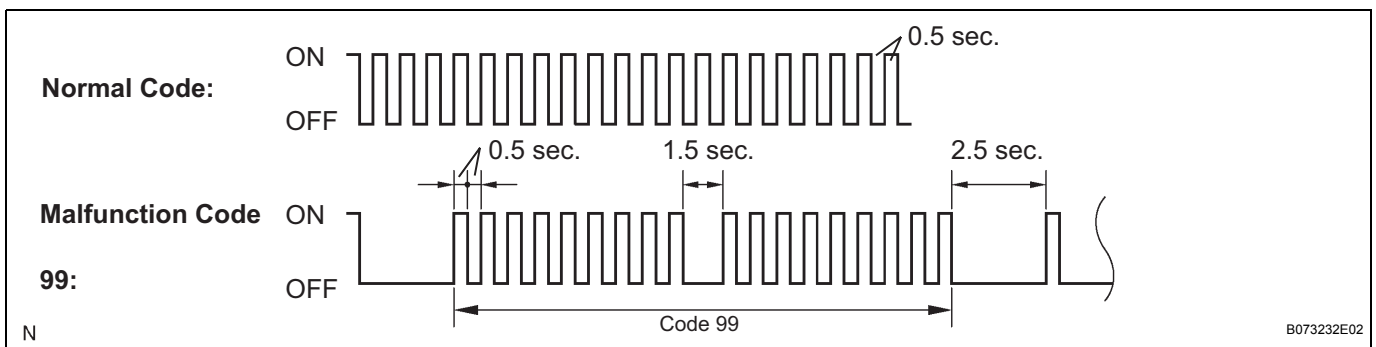 ON
0.5 sec.
Normal Code:
OFF
0.5 sec.
1.5 sec.
2.5 sec.
Malfunction Code
ON
99:
OFF
Code 99
N
B073232E02